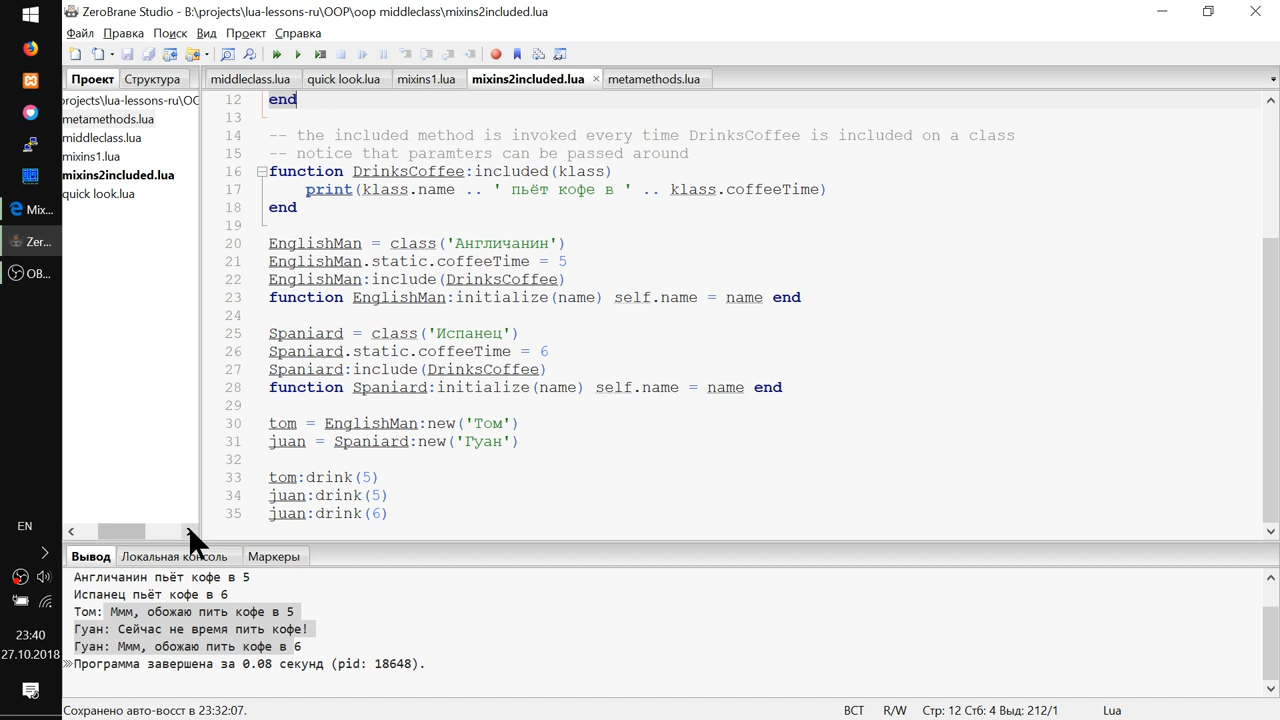 ZeroBrane Studio - B:\projects\lua-lessons-ru\OOP\oop middleclass\mixins2included.lua
Файл Правка Поиск Вид Проект Справка
Проект Структура
middleclass.lua quick look.lua mixins1.lua mixins2included.lua × metamethods.lua
projects\lua-lessons-ru\OO
metamethods.lua
middleclass.lua
mixins1.lua
mixins2included.lua
quick look.lua
Mix...
Zer...
OB...
EN
23:40
27.10.2018
12 end
13
14 -- the included method is invoked every time DrinksCoffee is included on a class
15 -- notice that paramters can be passed around
16 function DrinksCoffee:included(klass)
17 print(klass.name .. ' пьёт кофе в ' .. klass.coffeeTime)
18 end
19
20 EnglishMan = class('Англичанин')
21 EnglishMan.static.coffeeTime = 5
22 EnglishMan:include(DrinksCoffee)
23 function EnglishMan:initialize(name) self.name = name end
24
25 Spaniard = class('Испанец')
26 Spaniard.static.coffeeTime = 6
27 Spaniard:include(DrinksCoffee)
28 function Spaniard:initialize(name) self.name = name end
29
30 tom = EnglishMan:new('Том')
31 juan = Spaniard:new('Гуан')
32
33 tom:drink(5)
34 juan:drink(5)
35 juan:drink(6)
Вывод Локальная консоль Маркеры
Англичанин пьёт кофе в 5
Испанец пьёт кофе в 6
Том: Ммм, обожаю пить кофе в 5
Гуан: Сейчас не время пить кофе!
Гуан: Ммм, обожаю пить кофе в 6
Программа завершена за 0.08 секунд (pid: 18648).
Сохранено авто-восст в 23:32:07.
ВСТ R/W Стр: 12 Стб: 4 Выд: 212/1 Lua